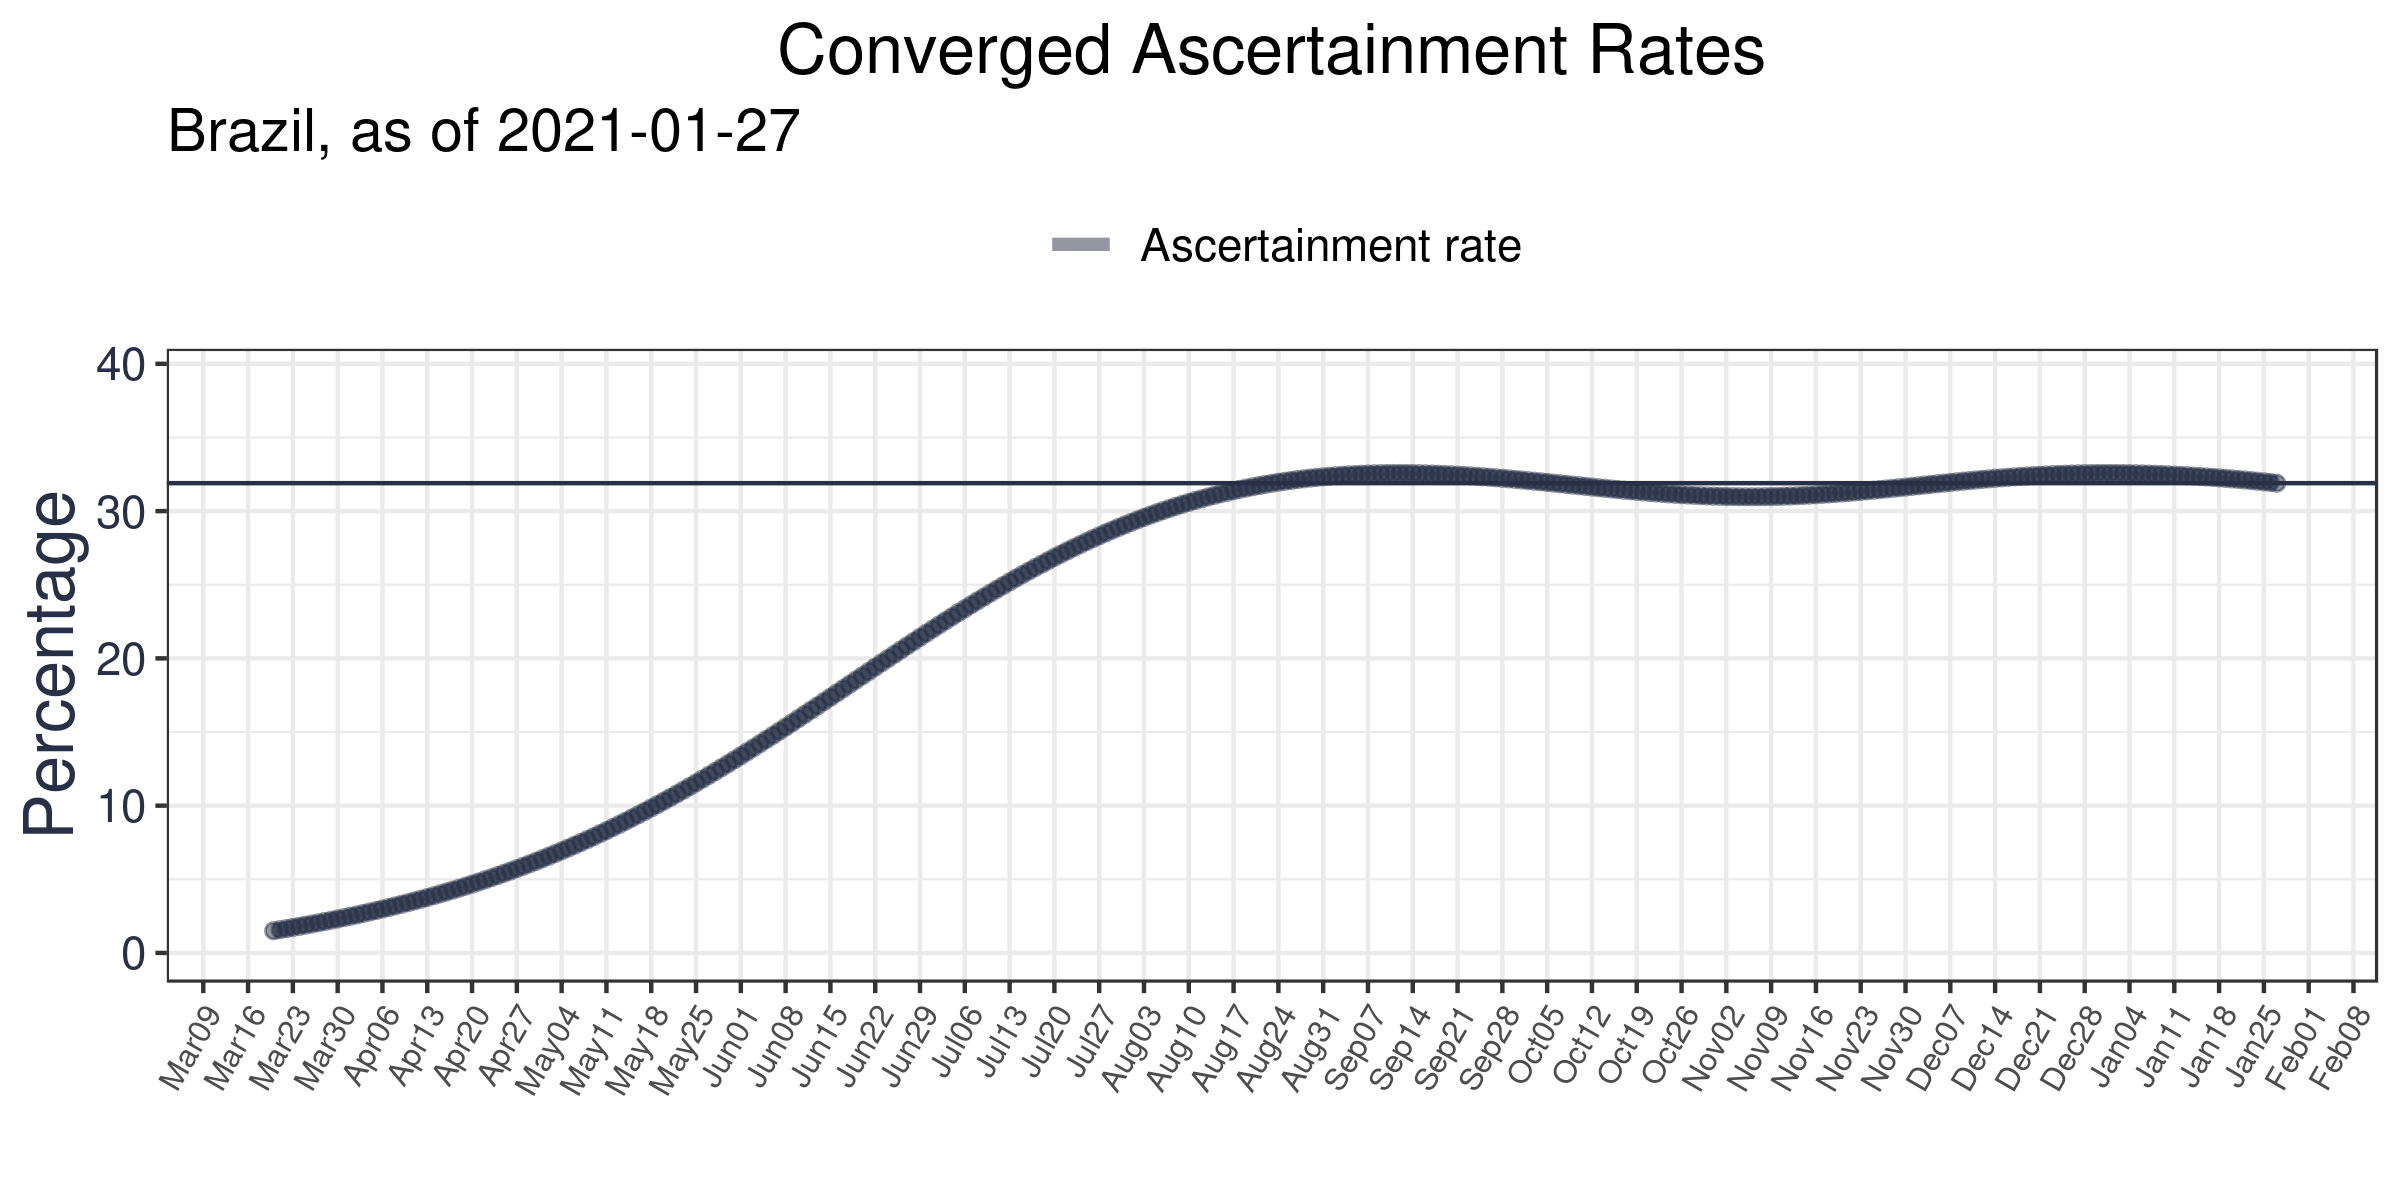 Converged Ascertainment Rates
Brazil, as of 2021-01-27
Ascertainment rate
Percentage
40
30
20
10
0
Mar09 Mar16 Mar23 Mar30 Apr06 Apr13 Apr20 Apr27 May04 May11 May18 May25 Jun01 Jun08 Jun15 Jun22 Jun29 Jul06 Jul13 Jul20 Jul27 Aug03 Aug10 Aug17 Aug24 Aug31 Sep07 Sep14 Sep21 Sep28 Oct05 Oct12 Oct19 Oct26 Nov02 Nov09 Nov16 Nov23 Nov30 Dec07 Dec14 Dec21 Dec28 Jan04 Jan11 Jan18 Jan25 Feb01 Feb08